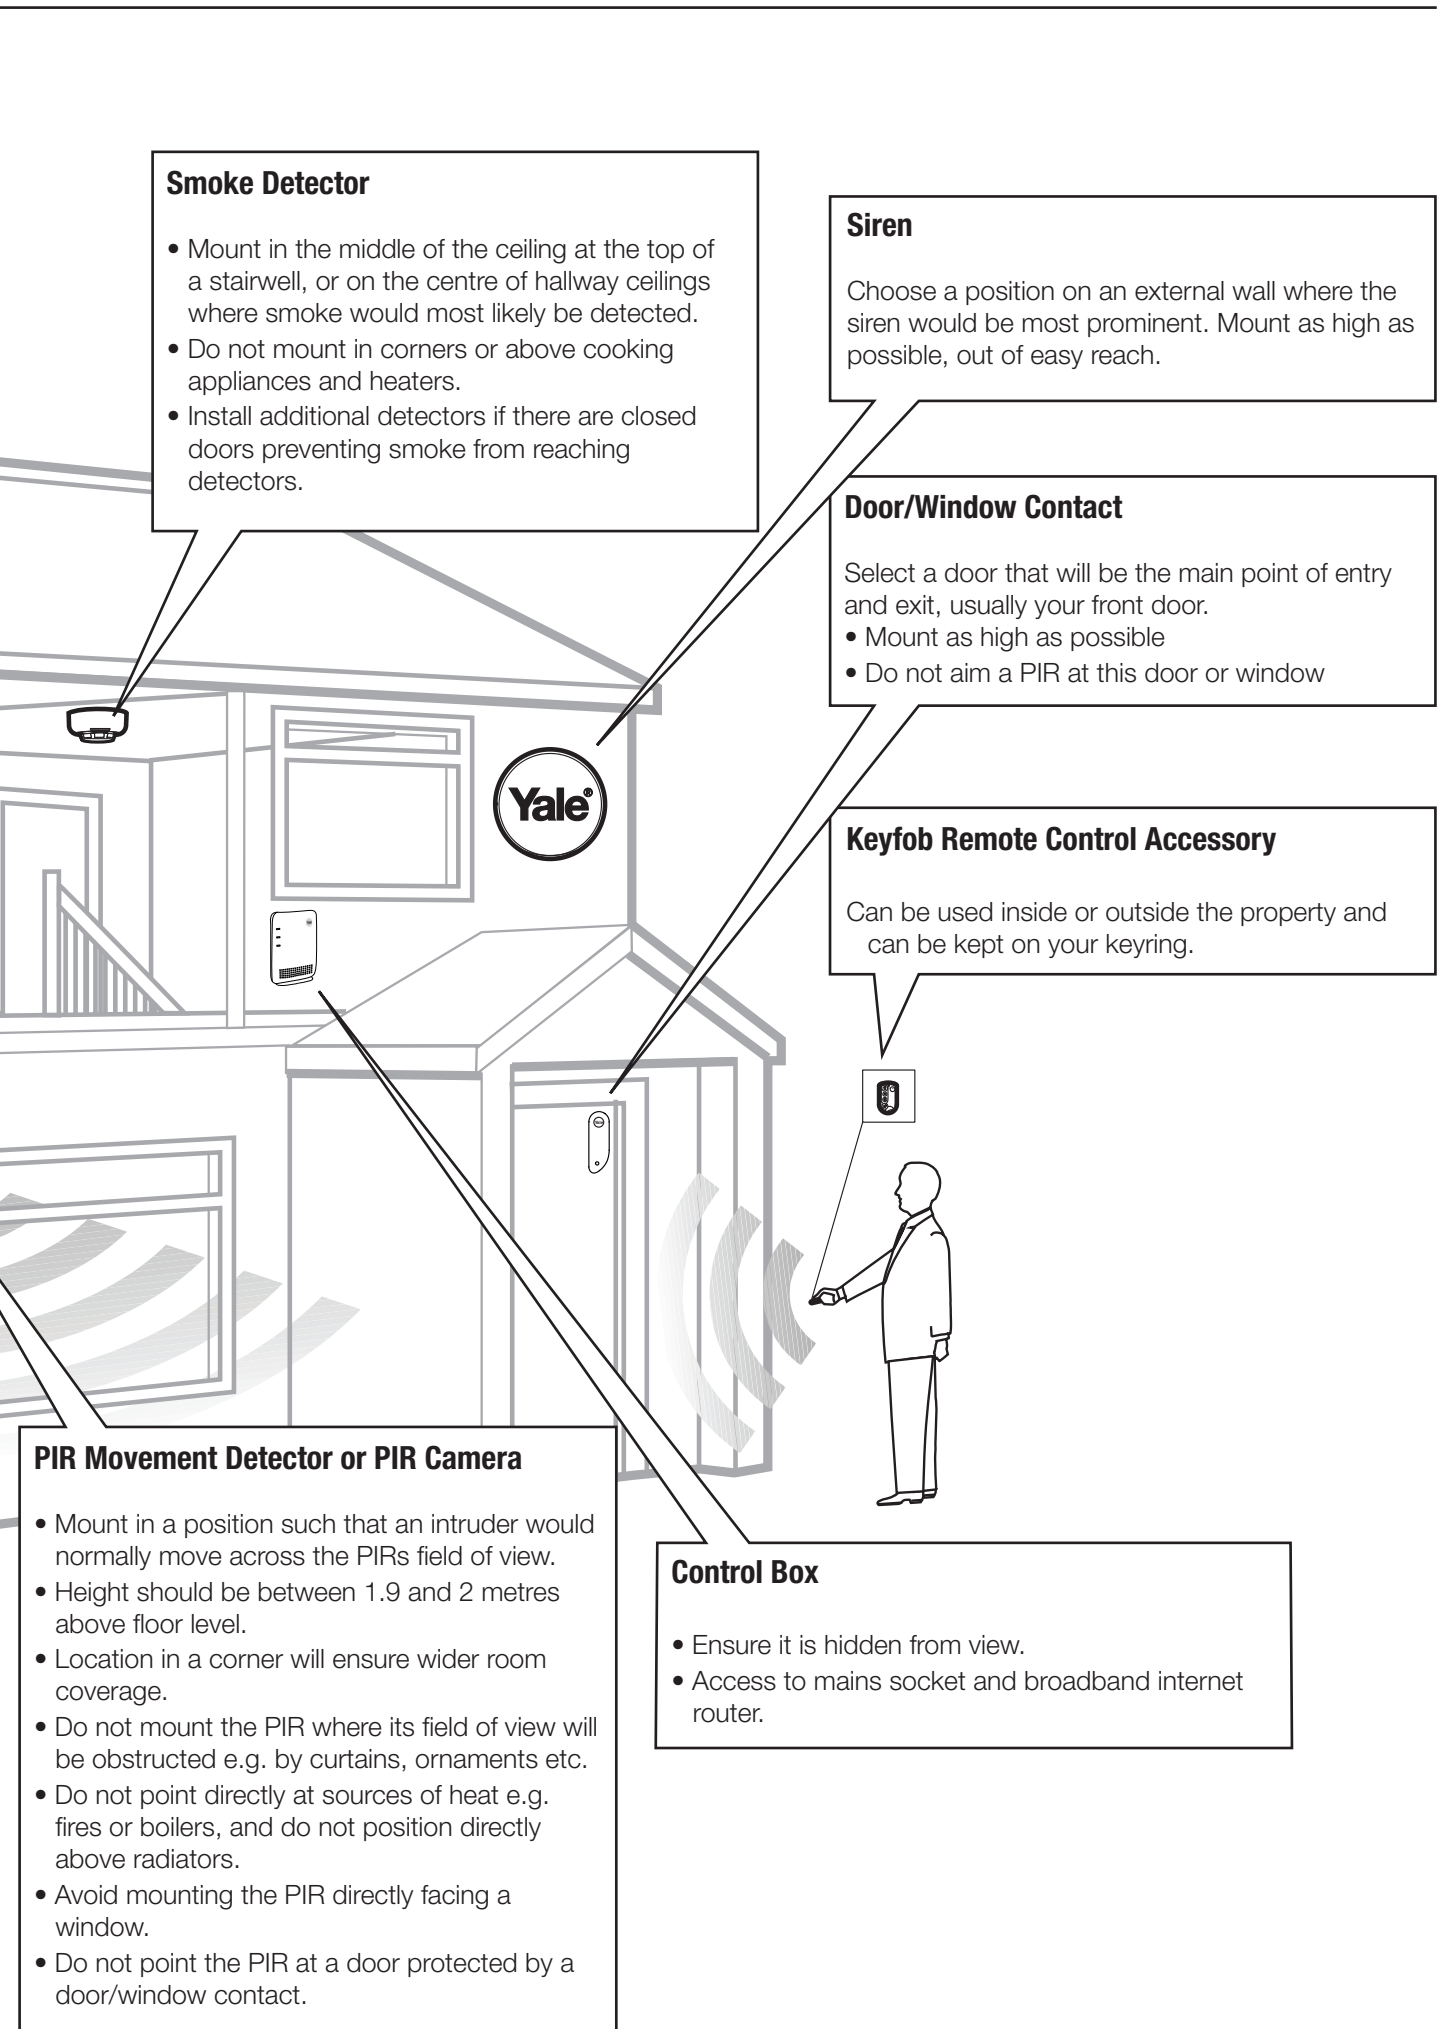 Smoke Detector
• Mount in the middle of the ceiling at the top of
a stairwell, or on the centre of hallway ceilings
where smoke would most likely be detected.
• Do not mount in corners or above cooking
appliances and heaters.
• Install additional detectors if there are closed
doors preventing smoke from reaching
detectors.
Siren
Choose a position on an external wall where the
siren would be most prominent. Mount as high as
possible, out of easy reach.
Door/Window Contact
Select a door that will be the main point of entry
and exit, usually your front door.
• Mount as high as possible
• Do not aim a PIR at this door or window
Yale®
Keyfob Remote Control Accessory
Can be used inside or outside the property and
can be kept on your keyring.
PIR Movement Detector or PIR Camera
• Mount in a position such that an intruder would
normally move across the PIRs field of view.
• Height should be between 1.9 and 2 metres
above floor level.
• Location in a corner will ensure wider room
coverage.
• Do not mount the PIR where its field of view will
be obstructed e.g. by curtains, ornaments etc.
• Do not point directly at sources of heat e.g.
fires or boilers, and do not position directly
above radiators.
• Avoid mounting the PIR directly facing a
window.
• Do not point the PIR at a door protected by a
door/window contact.
Control Box
• Ensure it is hidden from view.
• Access to mains socket and broadband internet
router.